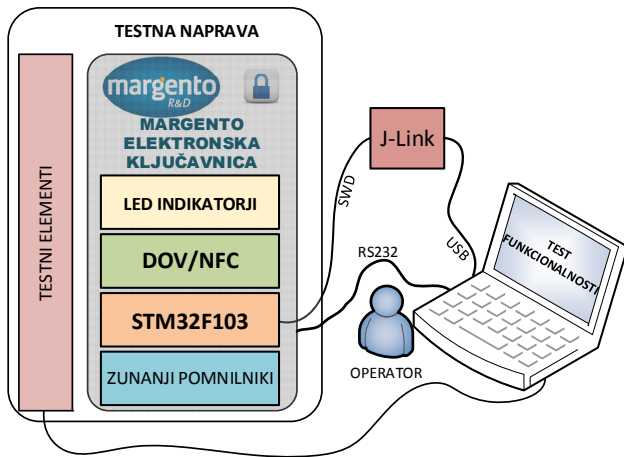 TESTNA NAPRAVA
TESTNI ELEMENTI
margento
R&D
MARGENTO
ELEKTRONSKA
KLJUČAVNICA
LED INDIKATORJI
DOV/NFC
STM32F103
ZUNANJI POMNILNIKI
J-Link
SWD
USB
RS232
OPERATOR
TEST
FUNKCIONALNOSTI